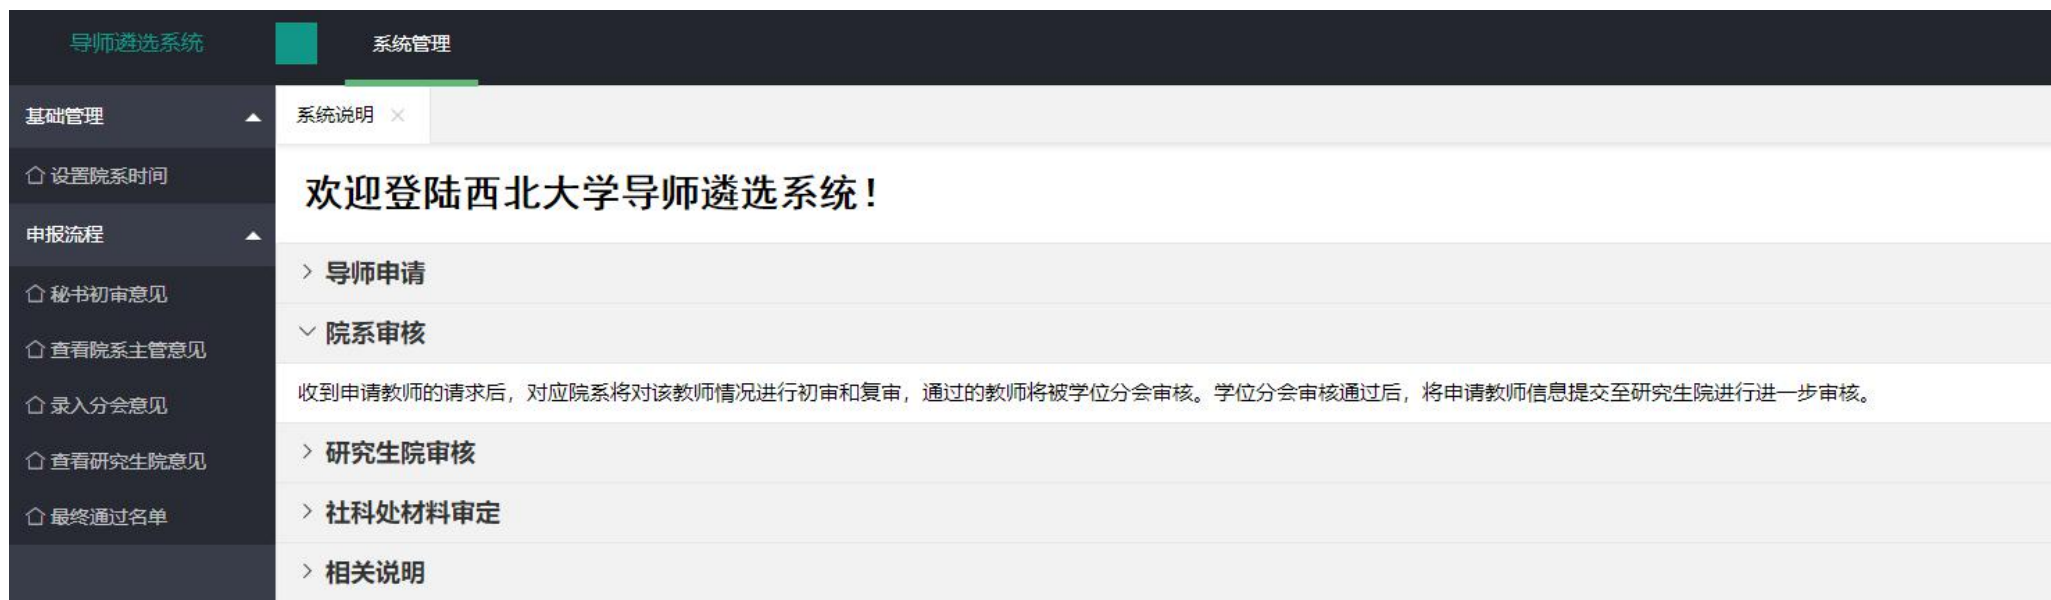 导师遴选系统
系统管理
基础管理
设置院系时间
申报流程
秘书初审意见
查看院系主管意见
录入分会意见
查看研究生院意见
最终通过名单
系统说明
欢迎登陆西北大学导师遴选系统！
导师申请
院系审核
收到申请教师的请求后，对应院系将对该教师情况进行初审和复审，通过的教师将被学位分会审核。学位分会审核通过后，将申请教师信息提交至研究生院进行进一步审核。
研究生院审核
社科处材料审定
相关说明